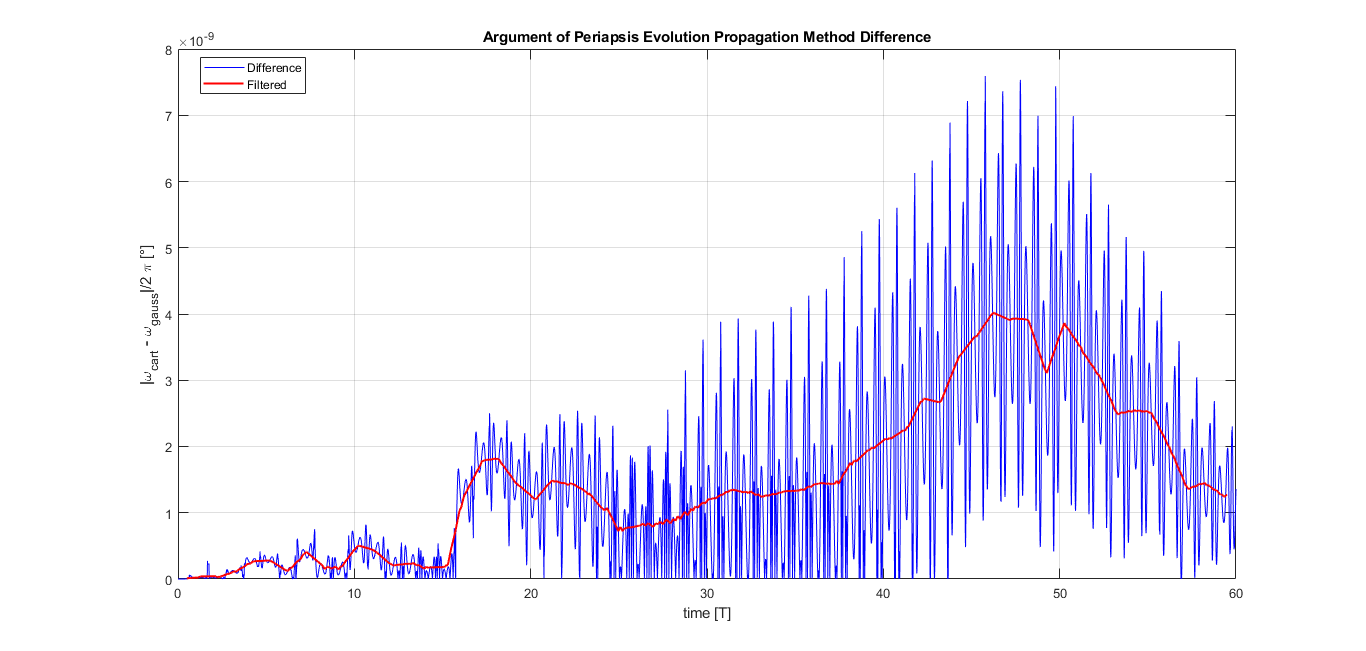 Argument of Periapsis Evolution Propagation Method Difference
×10⁻⁹
Difference
Filtered
8
7
6
5
4
3
2
1
0
|ω_cart - ω_gauss|/2 π [°]
0 10 20 30 40 50 60
time [T]